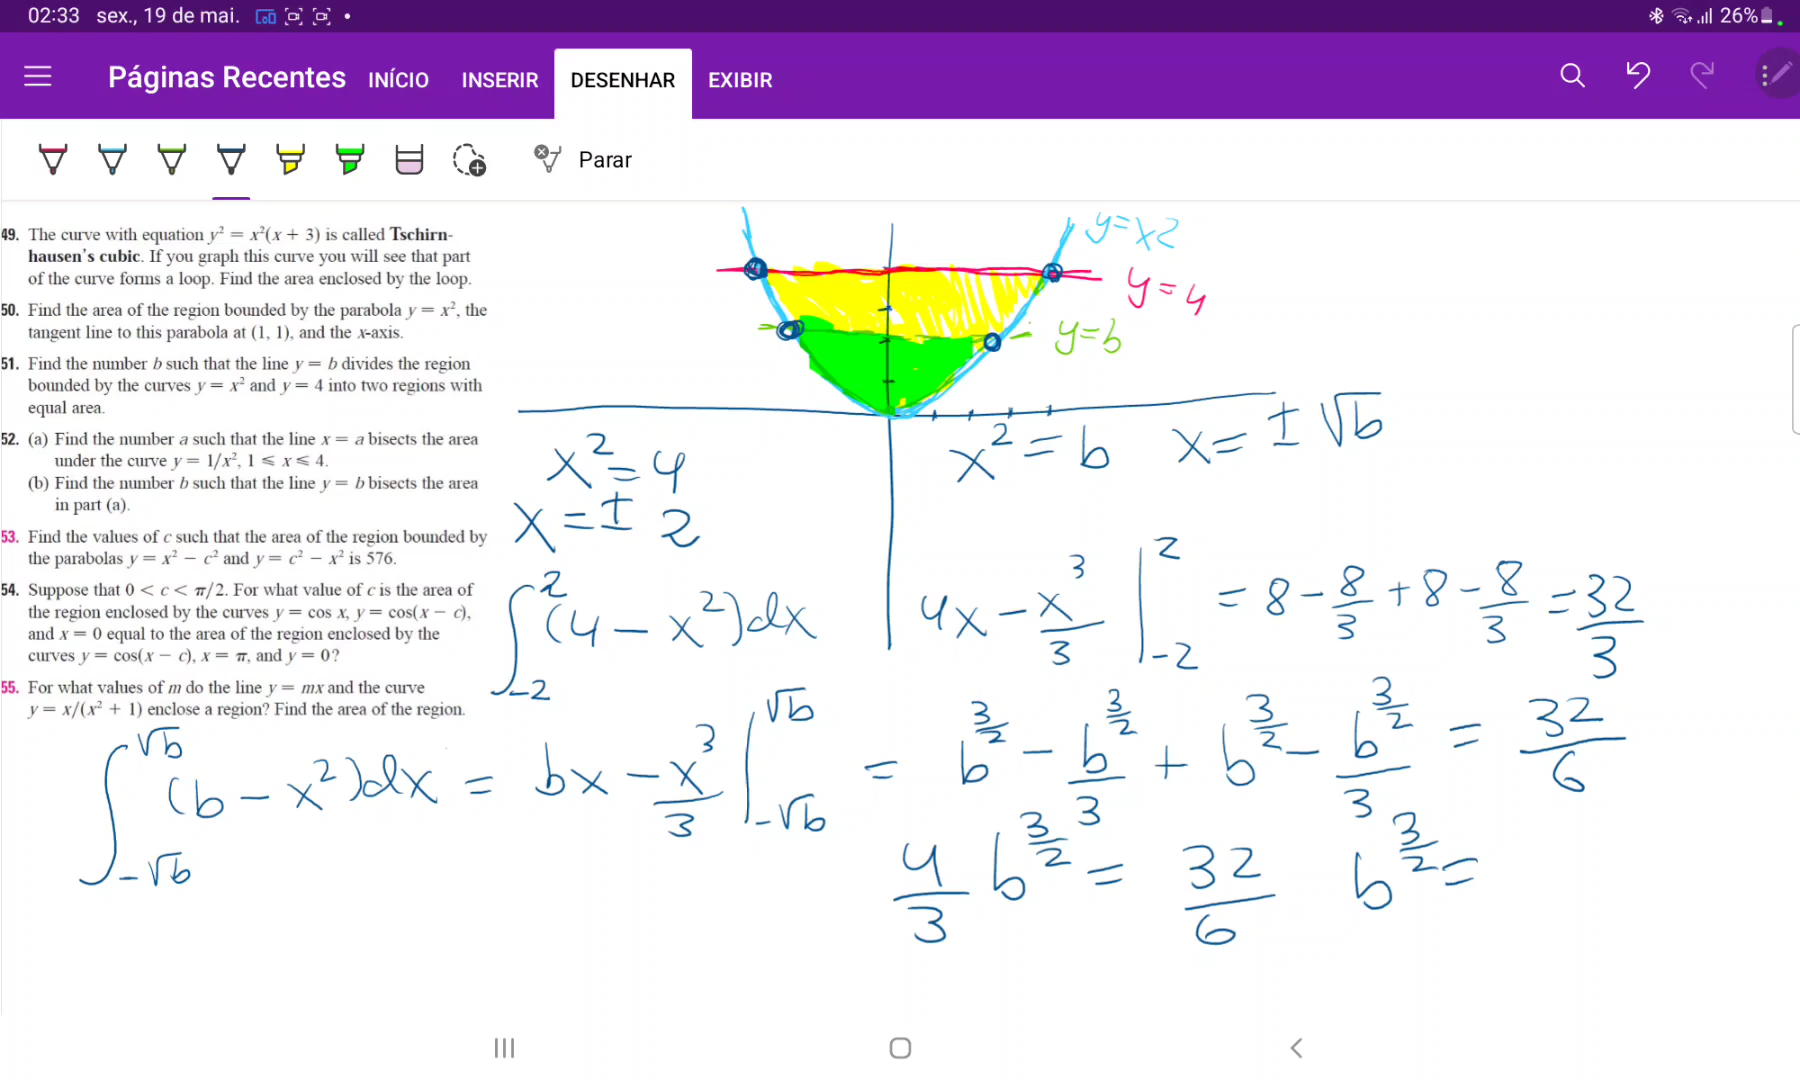 02:33 sex., 19 de mai. 26%
Páginas Recentes INÍCIO INSERIR DESENHAR EXIBIR
Parar
49. The curve with equation y² = x²(x + 3) is called Tschirn-
hausen's cubic. If you graph this curve you will see that part
of the curve forms a loop. Find the area enclosed by the loop.
50. Find the area of the region bounded by the parabola y = x², the
tangent line to this parabola at (1, 1), and the x-axis.
51. Find the number b such that the line y = b divides the region
bounded by the curves y = x² and y = 4 into two regions with
equal area.
52. (a) Find the number a such that the line x = a bisects the area
under the curve y = 1/x², 1 ⩽ x ⩽ 4.
(b) Find the number b such that the line y = b bisects the area
in part (a).
53. Find the values of c such that the area of the region bounded by
the parabolas y = x² − c² and y = c² − x² is 576.
54. Suppose that 0 < c < π/2. For what value of c is the area of
the region enclosed by the curves y = cos x, y = cos(x − c),
and x = 0 equal to the area of the region enclosed by the
curves y = cos(x − c), x = π, and y = 0?
55. For what values of m do the line y = mx and the curve
y = x/(x² + 1) enclose a region? Find the area of the region.
y=x2
y=4
y=b
x² = 4
x = ± 2
x² = b x = ± √b
∫_{-2}^{2} (4 − x²)dx 4x − x³/3 |_{-2}^{2} = 8 − 8/3 + 8 − 8/3 = 32/3
∫_{-√b}^{√b} (b − x²)dx = bx − x³/3 |_{-√b}^{√b} = b^{3/2} − b^{3/2}/3 + b^{3/2} − b^{3/2}/3 = 32/6
4/3 b^{3/2} = 32/6 b^{3/2} =